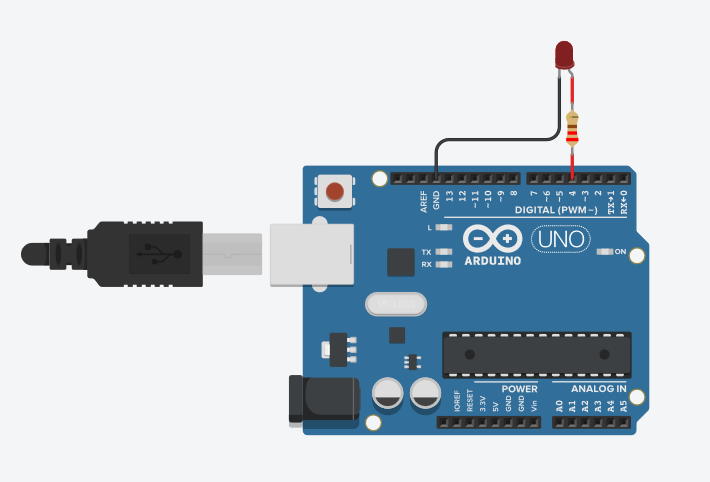 AREF
GND
13
12
~11
~10
~9
8
7
~6
~5
4
~3
2
TX→1
RX←0
DIGITAL (PWM ~)
L
TX
RX
ARDUINO
UNO
ON
POWER
ANALOG IN
IOREF
RESET
3.3V
5V
GND
GND
Vin
A0
A1
A2
A3
A4
A5